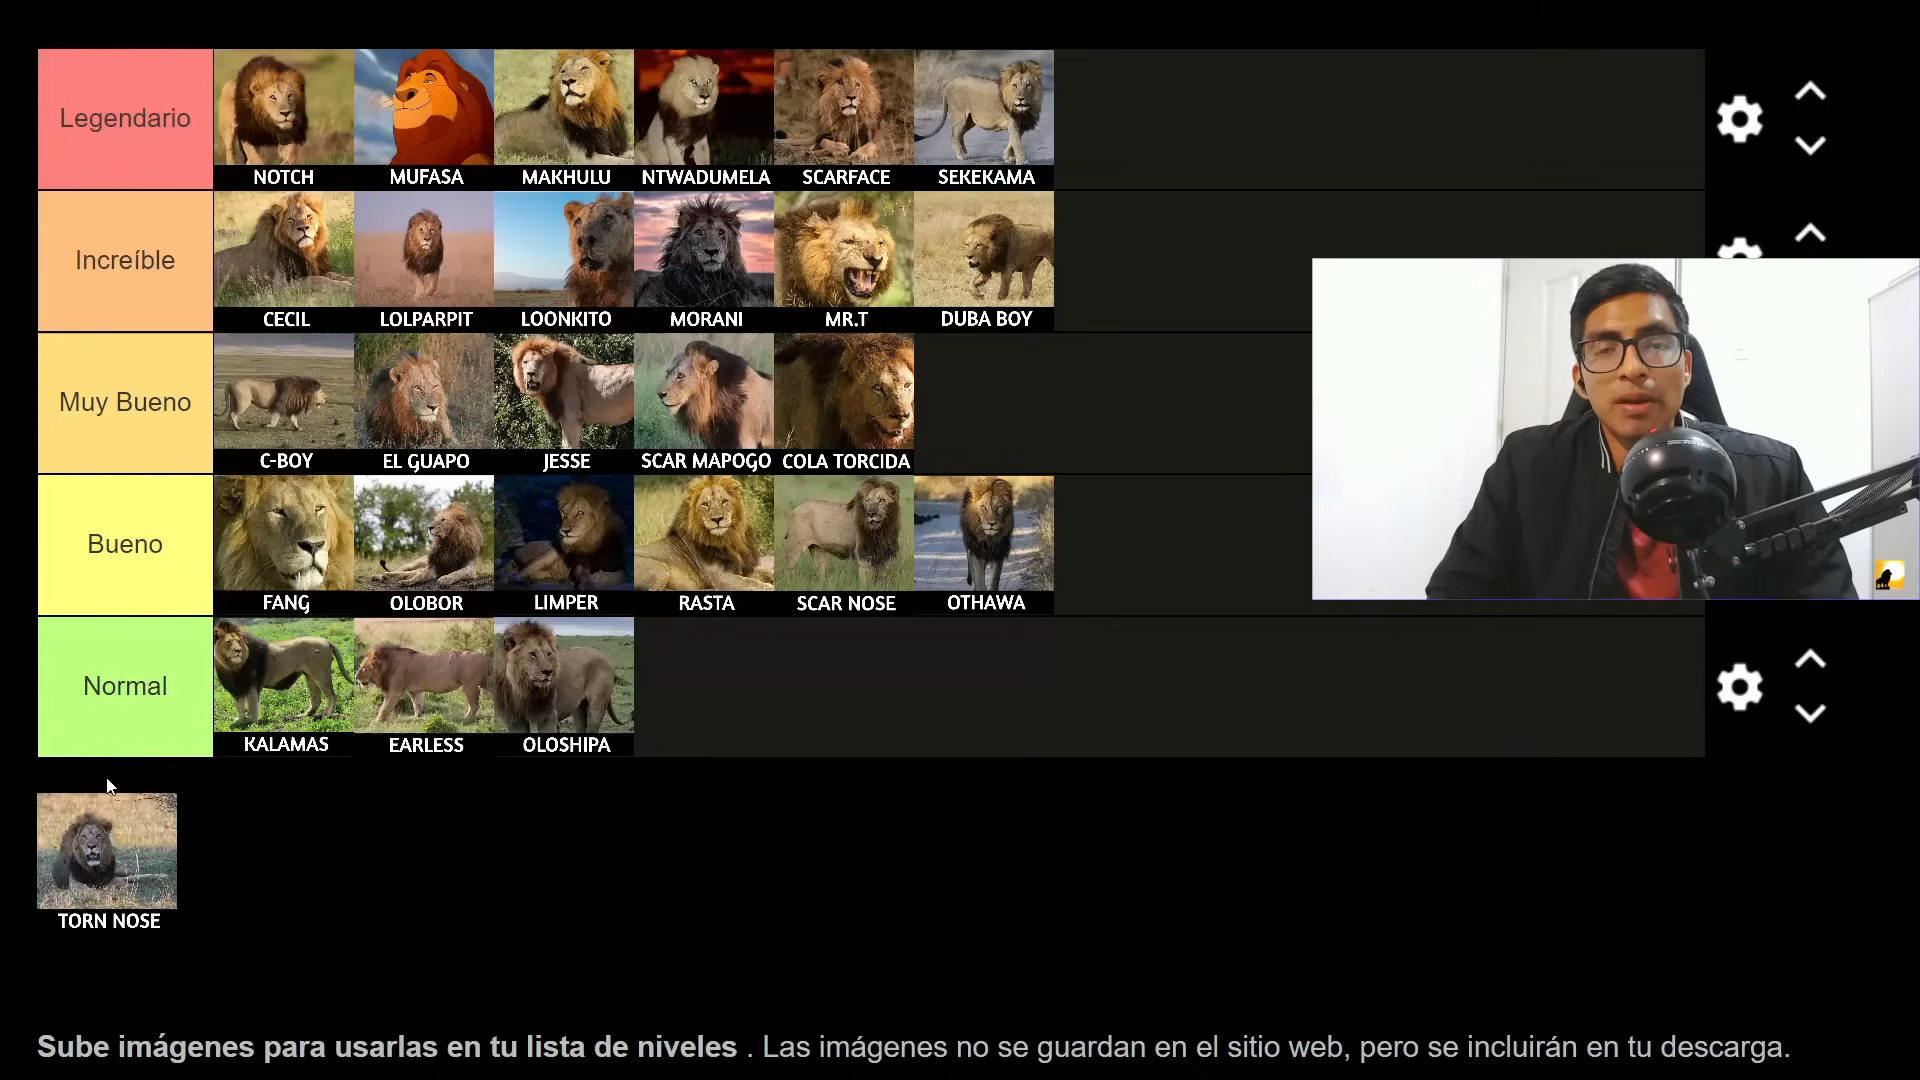 Legendario
NOTCH
MUFASA
MAKHULU
NTWADUMELA
SCARFACE
SEKEKAMA
Increíble
CECIL
LOLPARPIT
LOONKITO
MORANI
MR.T
DUBA BOY
Muy Bueno
C-BOY
EL GUAPO
JESSE
SCAR MAPOGO
COLA TORCIDA
Bueno
FANG
OLOBOR
LIMPER
RASTA
SCAR NOSE
OTHAWA
Normal
KALAMAS
EARLESS
OLOSHIPA
TORN NOSE
Sube imágenes para usarlas en tu lista de niveles . Las imágenes no se guardan en el sitio web, pero se incluirán en tu descarga.